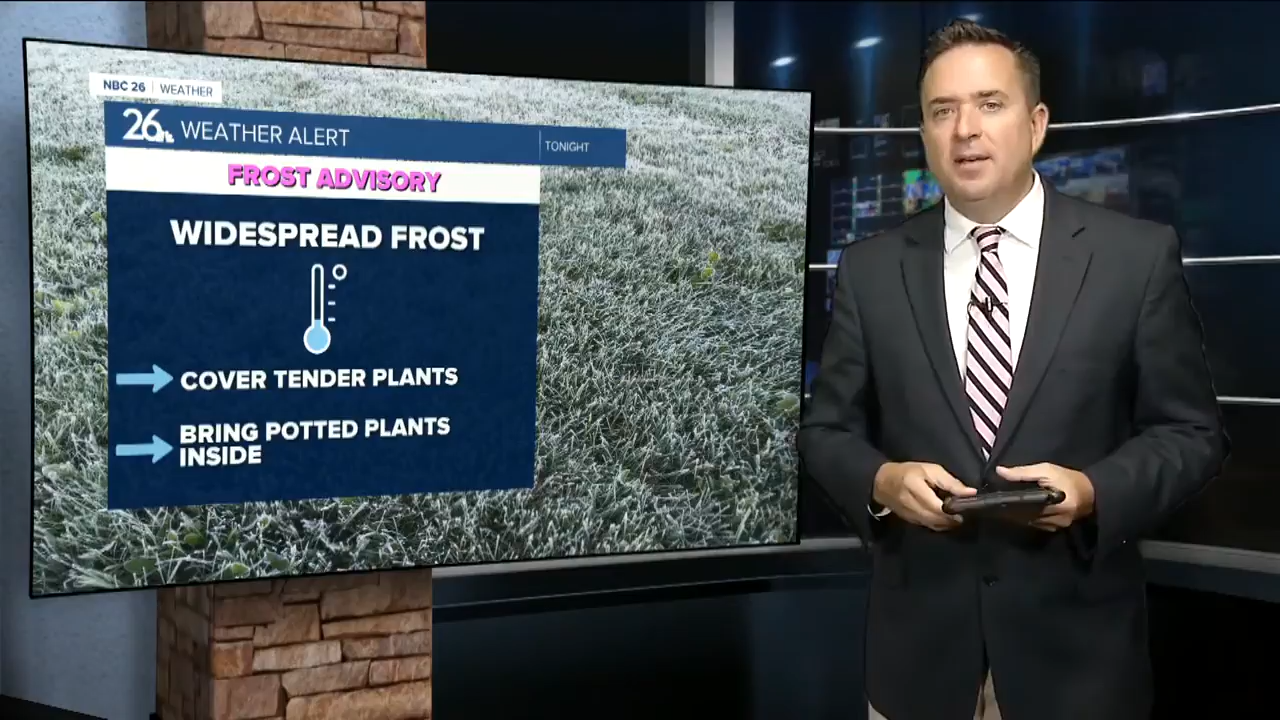 NBC 26 | WEATHER
26 WEATHER ALERT
TONIGHT
FROST ADVISORY
WIDESPREAD FROST
COVER TENDER PLANTS
BRING POTTED PLANTS
INSIDE